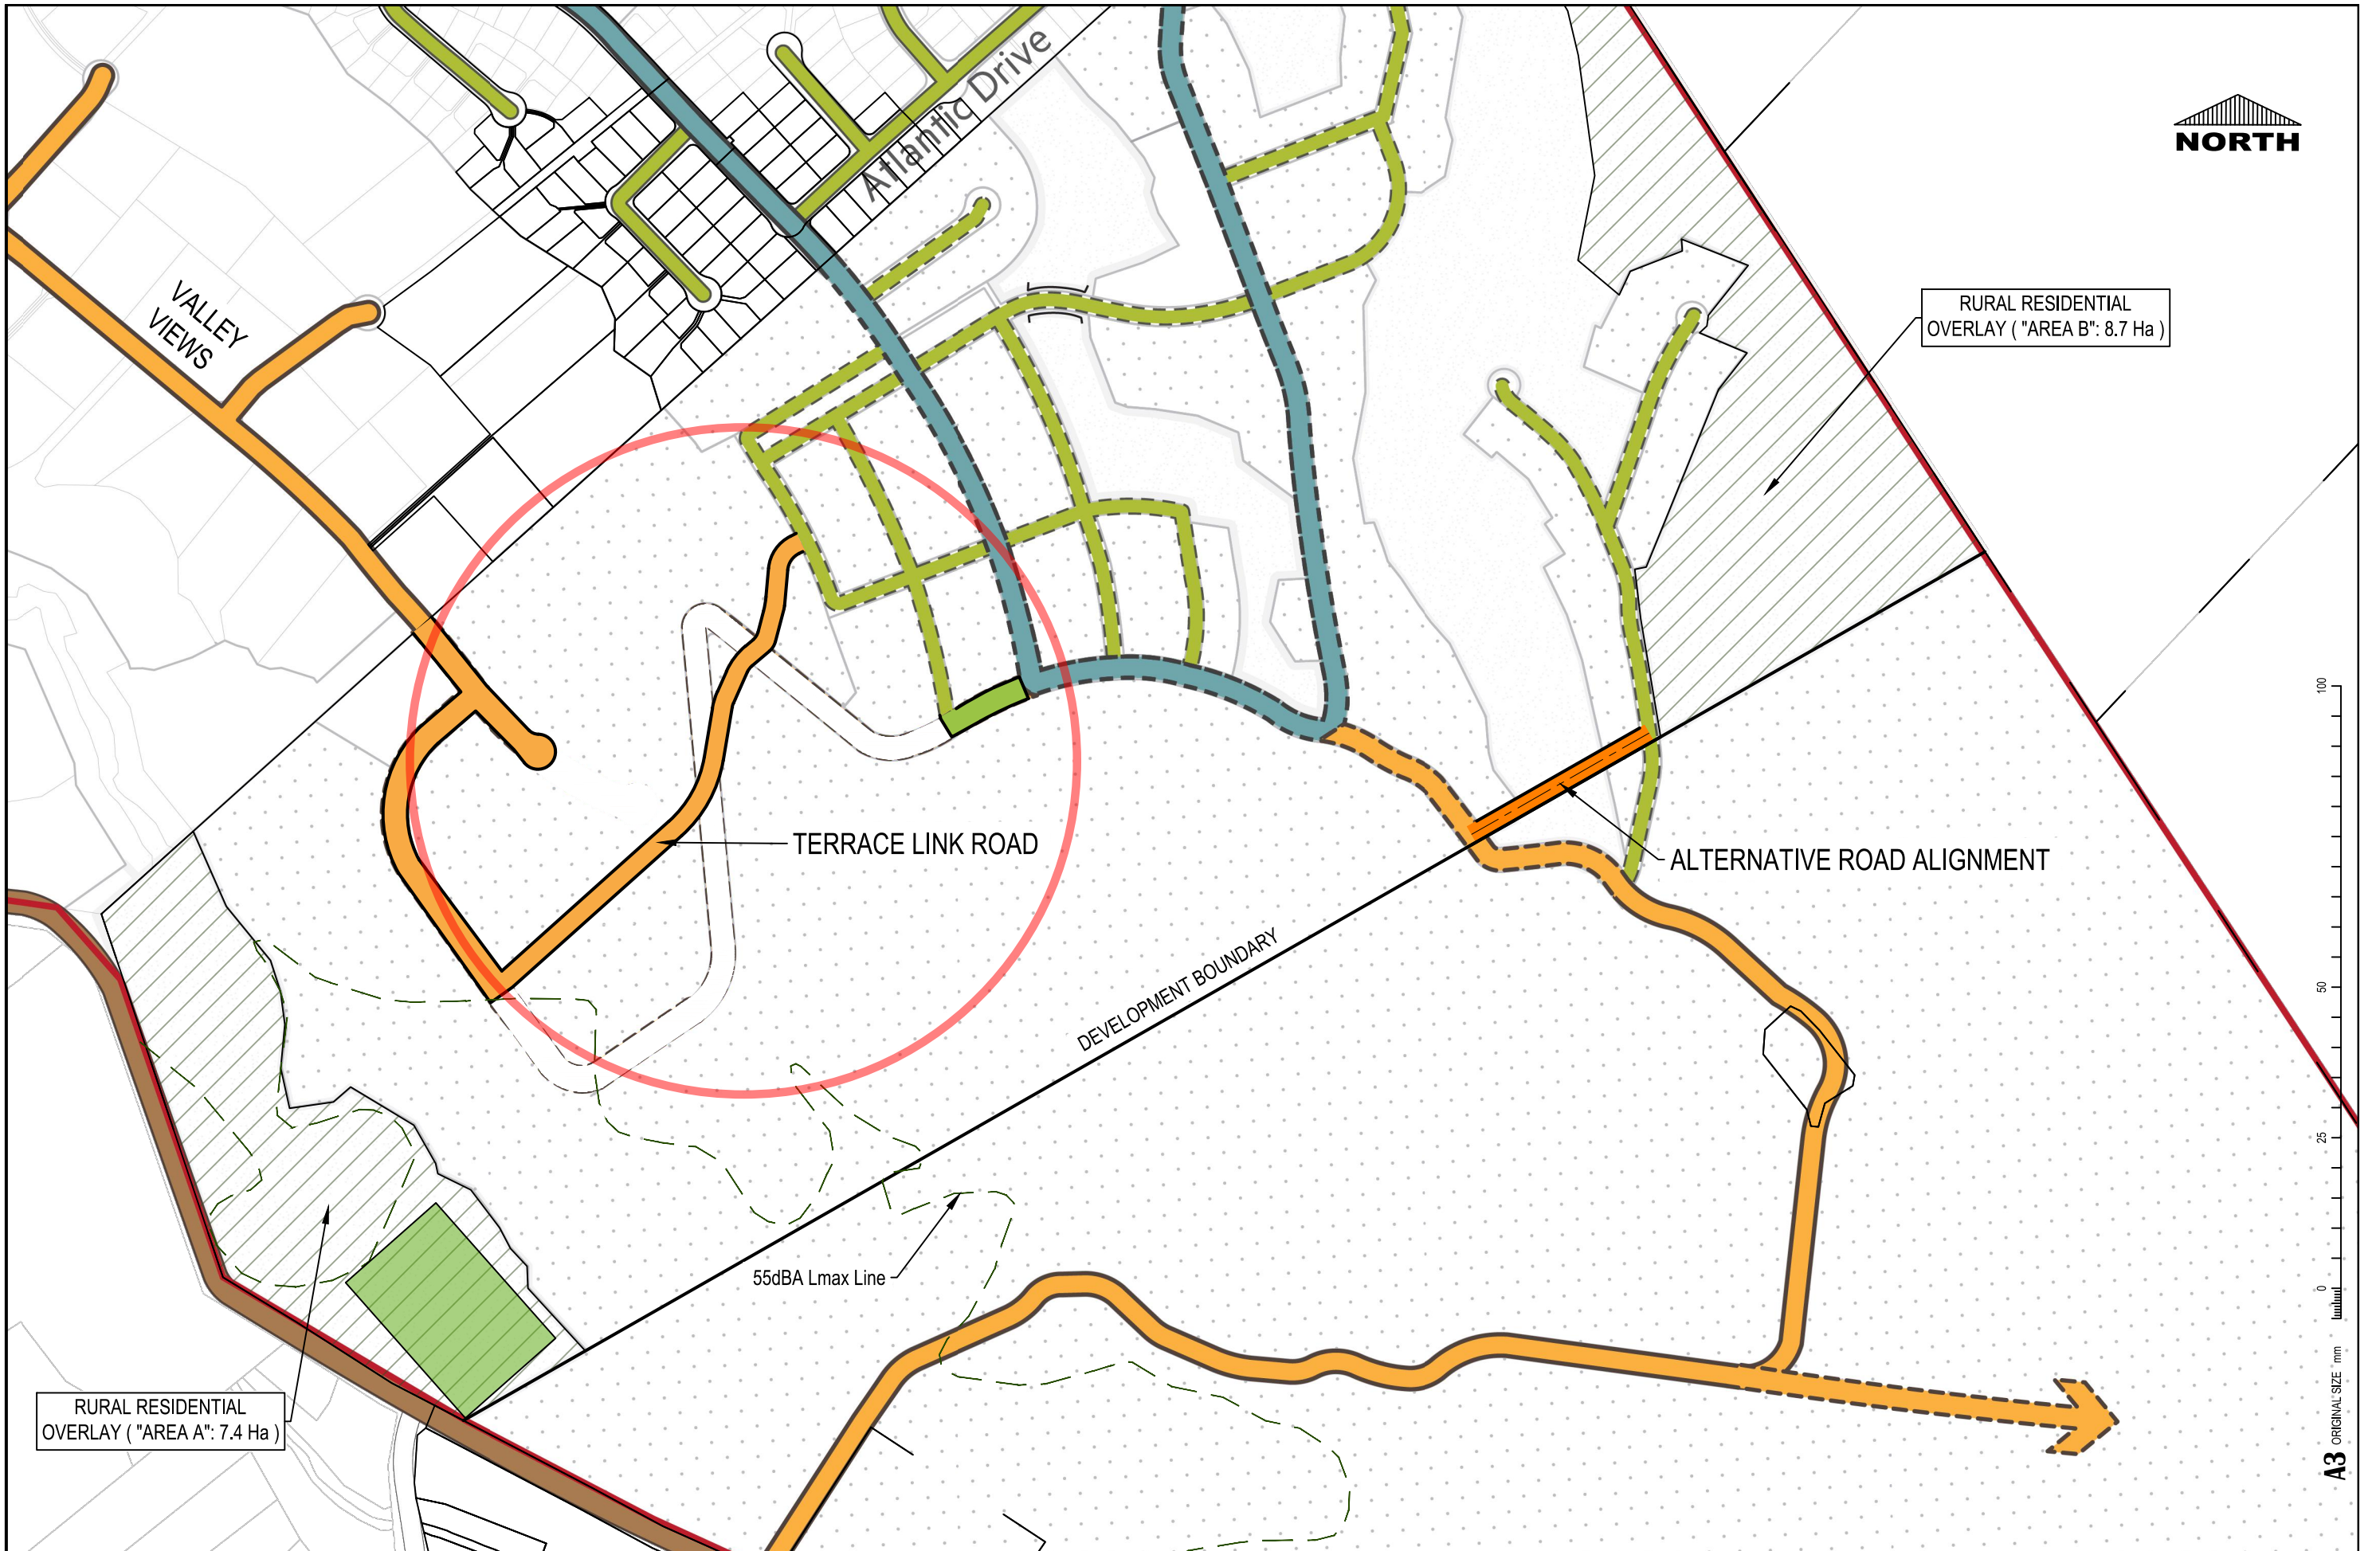 Atlantic Drive
NORTH
VALLEY
VIEWS
RURAL RESIDENTIAL
OVERLAY ( "AREA B": 8.7 Ha )
TERRACE LINK ROAD
ALTERNATIVE ROAD ALIGNMENT
DEVELOPMENT BOUNDARY
55dBA Lmax Line
RURAL RESIDENTIAL
OVERLAY ( "AREA A": 7.4 Ha )
100
50
25
0
A3 ORIGINAL SIZE mm